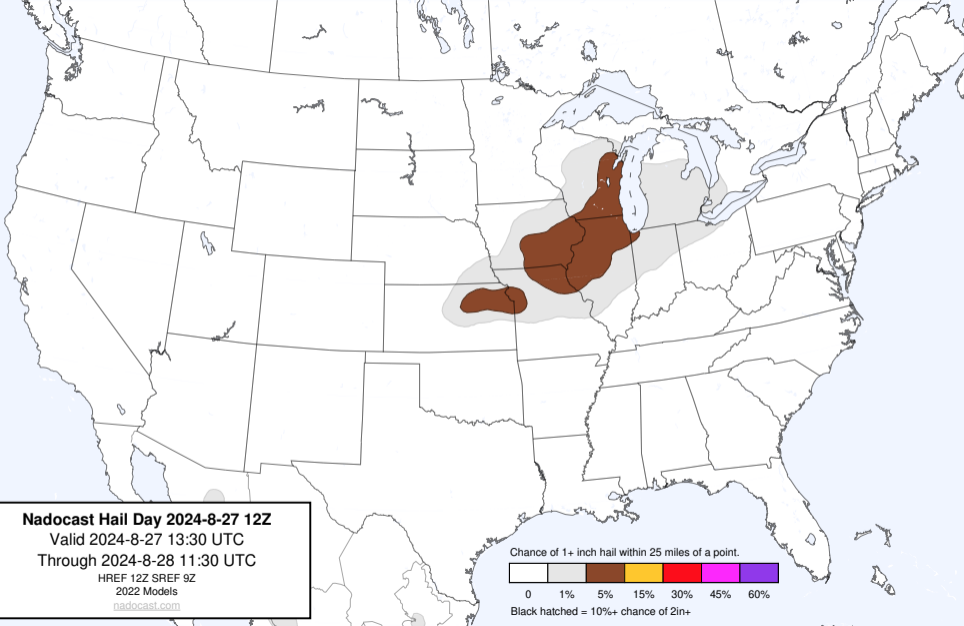 Nadocast Hail Day 2024-8-27 12Z
Valid 2024-8-27 13:30 UTC
Through 2024-8-28 11:30 UTC
HREF 12Z SREF 9Z
2022 Models
nadocast.com
Chance of 1+ inch hail within 25 miles of a point.
0 1% 5% 15% 30% 45% 60%
Black hatched = 10%+ chance of 2in+